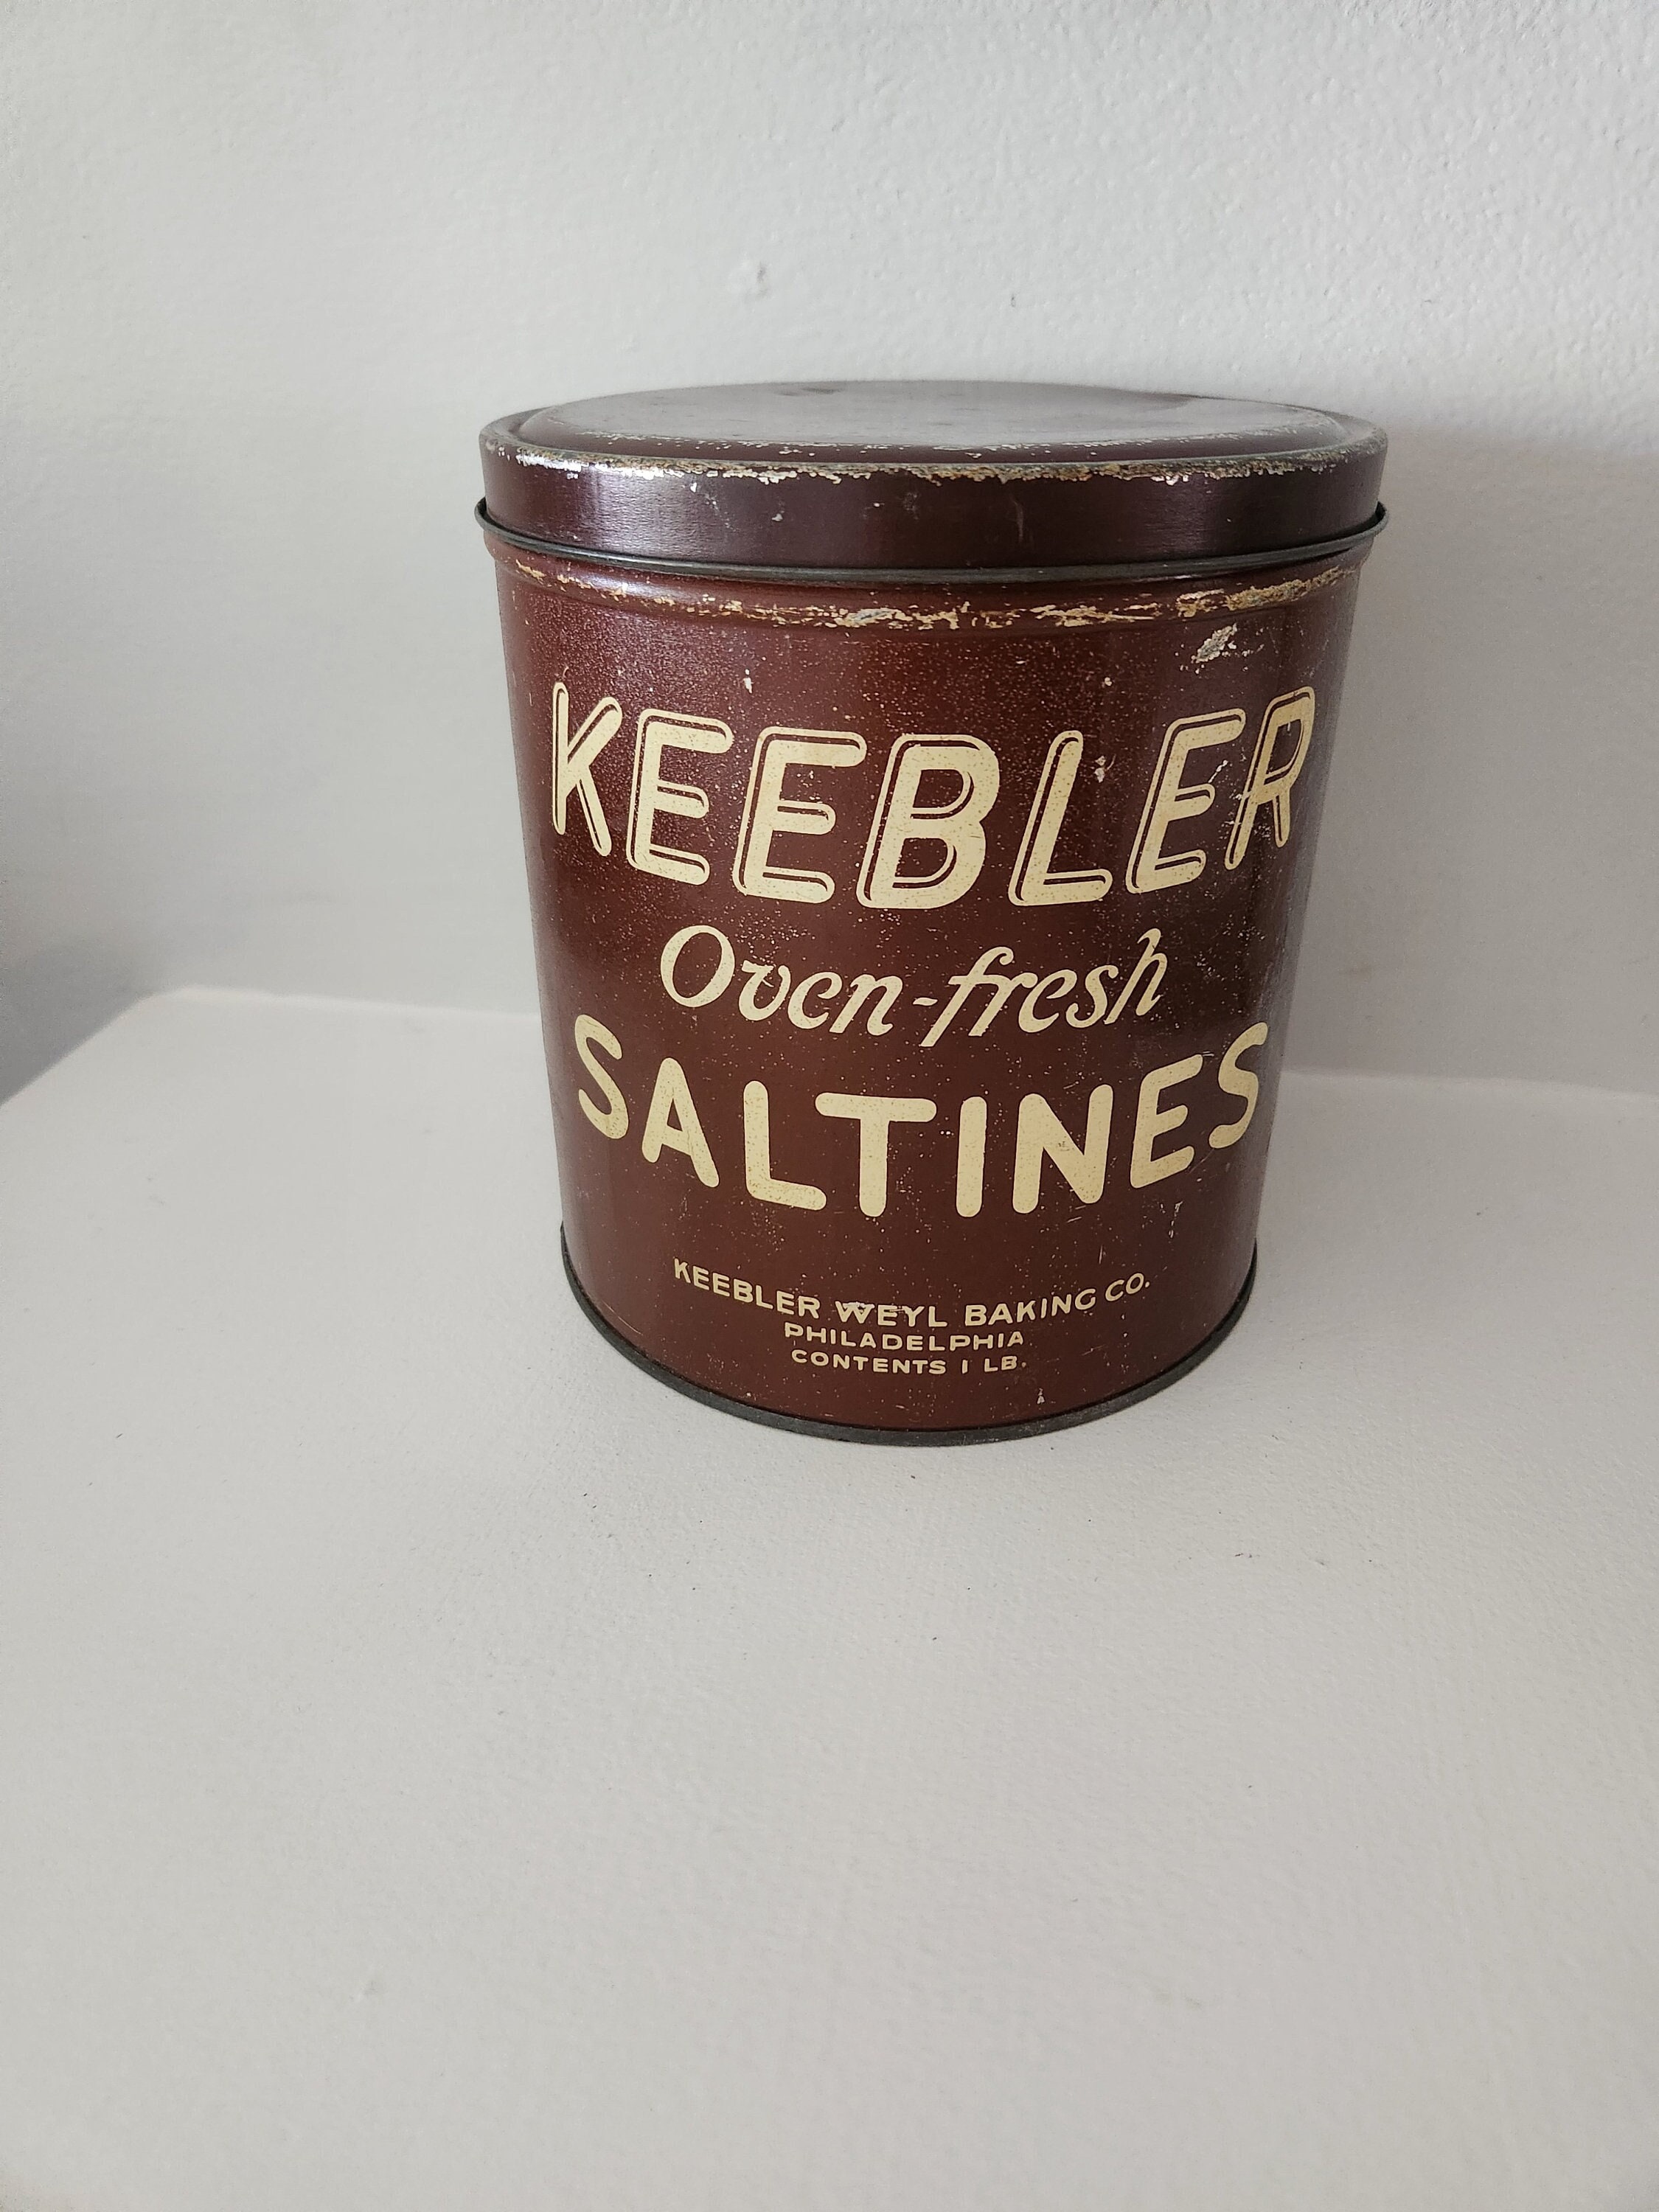 KEEBLER
Oven-fresh
SALTINES
KEEBLER WEYL BAKING CO.
PHILADELPHIA
CONTENTS 1 LB.